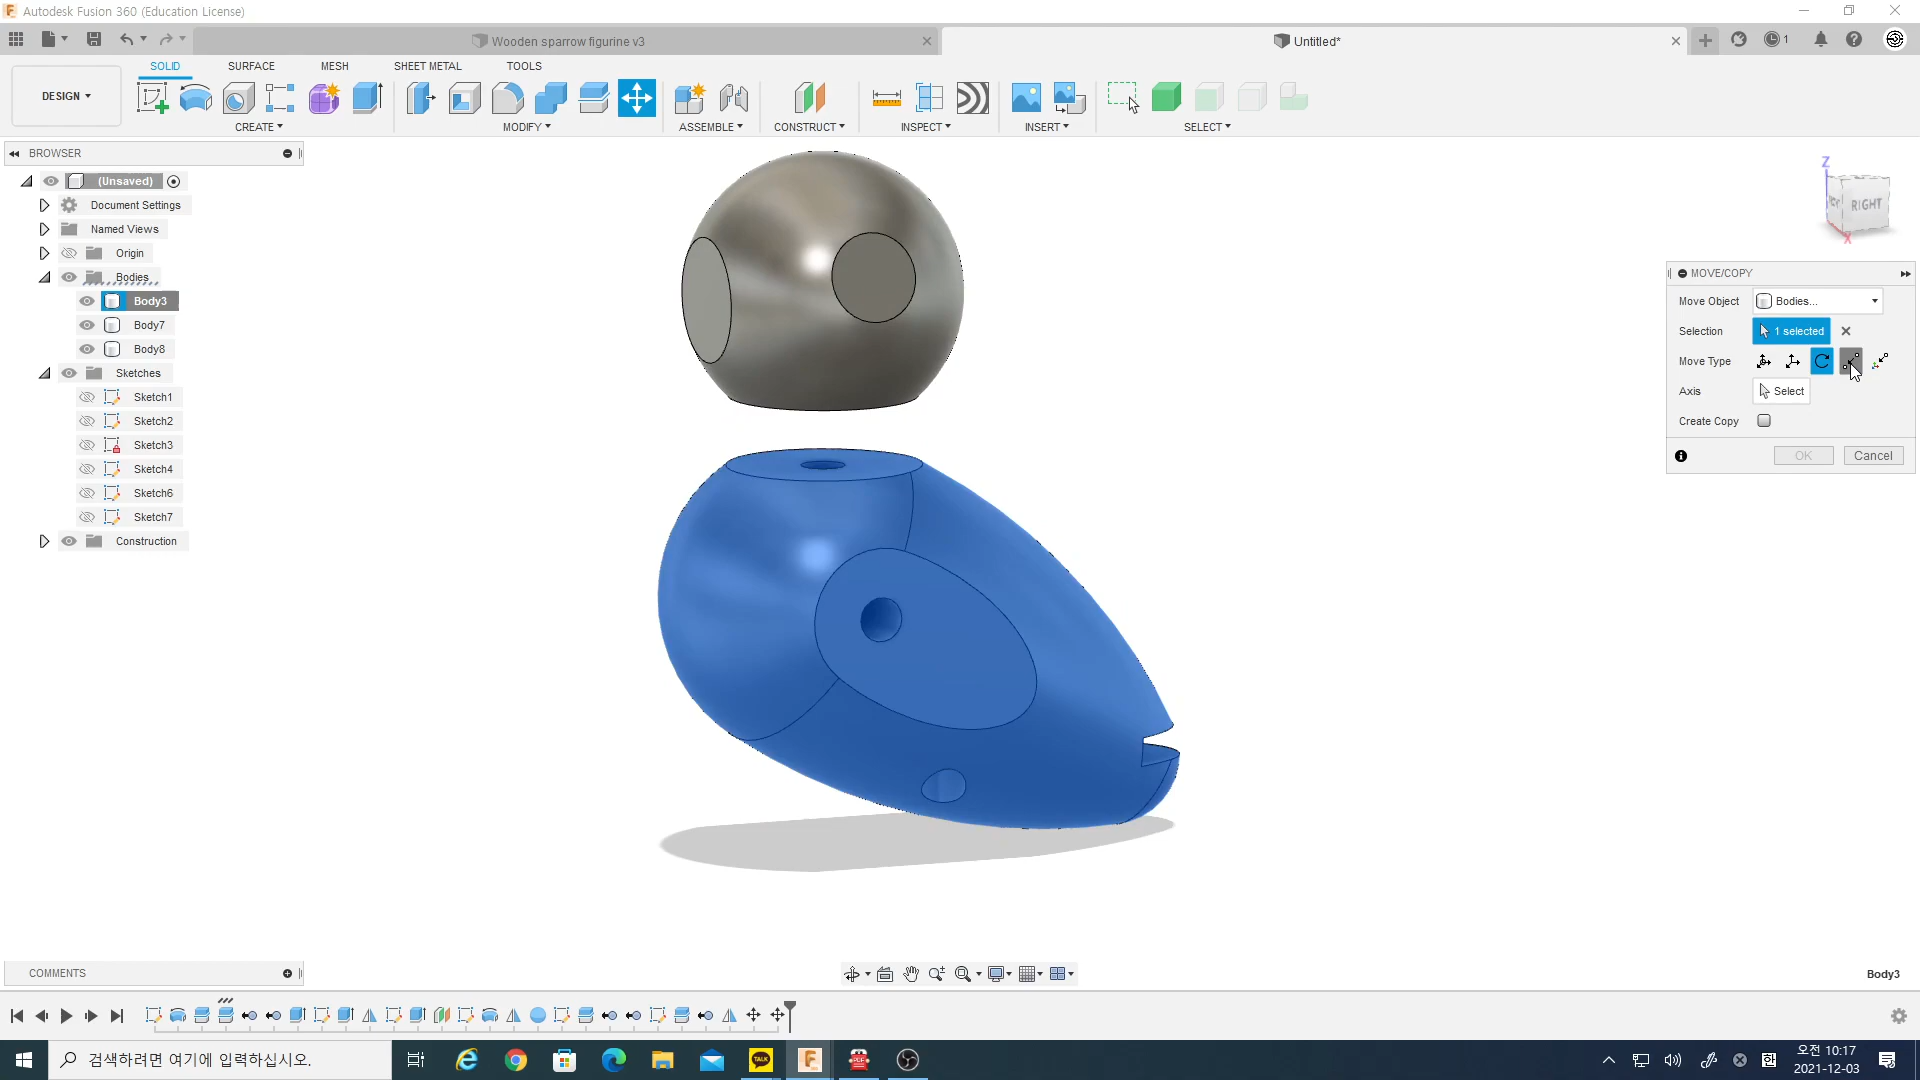 Autodesk Fusion 360 (Education License)
Wooden sparrow figurine v3
Untitled*
1
SOLID
SURFACE
MESH
SHEET METAL
TOOLS
DESIGN
CREATE
MODIFY
ASSEMBLE
CONSTRUCT
INSPECT
INSERT
SELECT
BROWSER
(Unsaved)
Document Settings
Named Views
Origin
Bodies
Body3
Body7
Body8
Sketches
Sketch1
Sketch2
Sketch3
Sketch4
Sketch6
Sketch7
Construction
Z
RIGHT
X
MOVE/COPY
Move Object
Bodies...
Selection
1 selected
Move Type
Axis
Select
Create Copy
OK
Cancel
COMMENTS
Body3
검색하려면 여기에 입력하십시오.
TALK
PDF
한
오전 10:17
2021-12-03